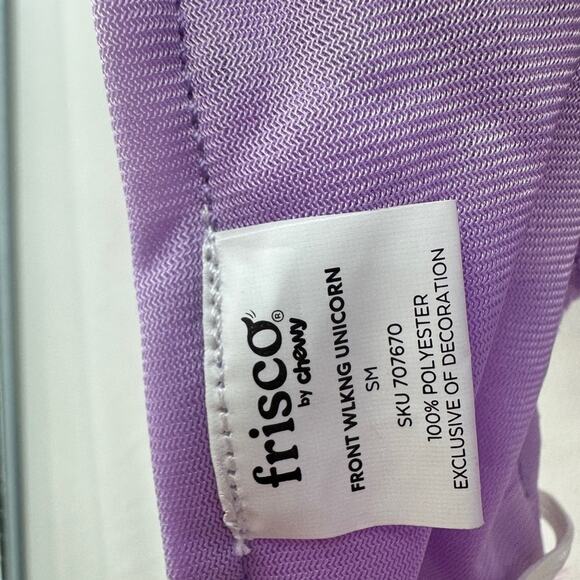 frisco®
by chewy
FRONT WLKNG UNICORN
SM
SKU 707670
100% POLYESTER
EXCLUSIVE OF DECORATION